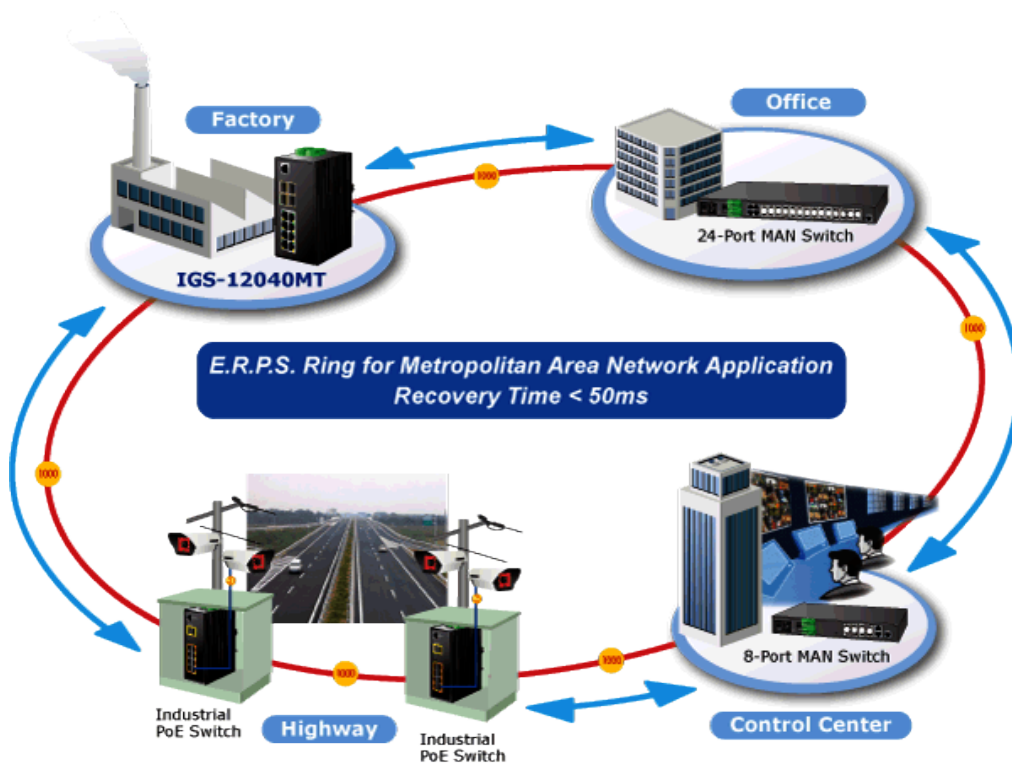 Factory
Office
1000
24-Port MAN Switch
IGS-12040MT
1000
E.R.P.S. Ring for Metropolitan Area Network Application
Recovery Time < 50ms
1000
8-Port MAN Switch
1000
1000
Industrial
PoE Switch
Highway
Industrial
PoE Switch
Control Center